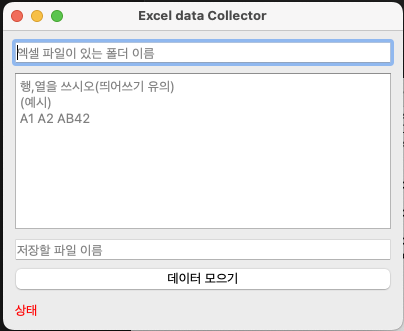 Excel data Collector
엑셀 파일이 있는 폴더 이름
행,열을 쓰시오(띄어쓰기 유의)
(예시)
A1 A2 AB42
저장할 파일 이름
데이터 모으기
상태